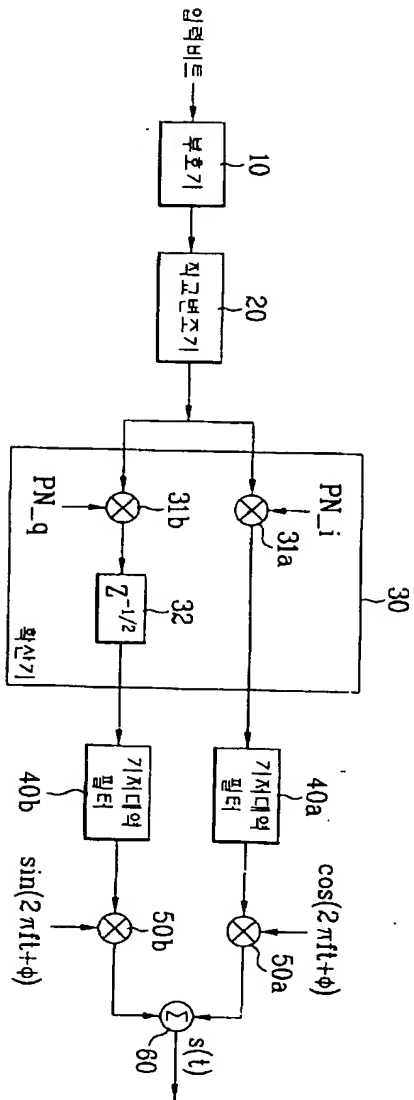 입력비트
부호기
10
직교변조기
20
30
PN_i
31a
PN_q
31b
Z^-1/2
32
확산기
기저대역
필터
40a
기저대역
필터
40b
cos(2πft+φ)
50a
sin(2πft+φ)
50b
Σ
60
s(t)